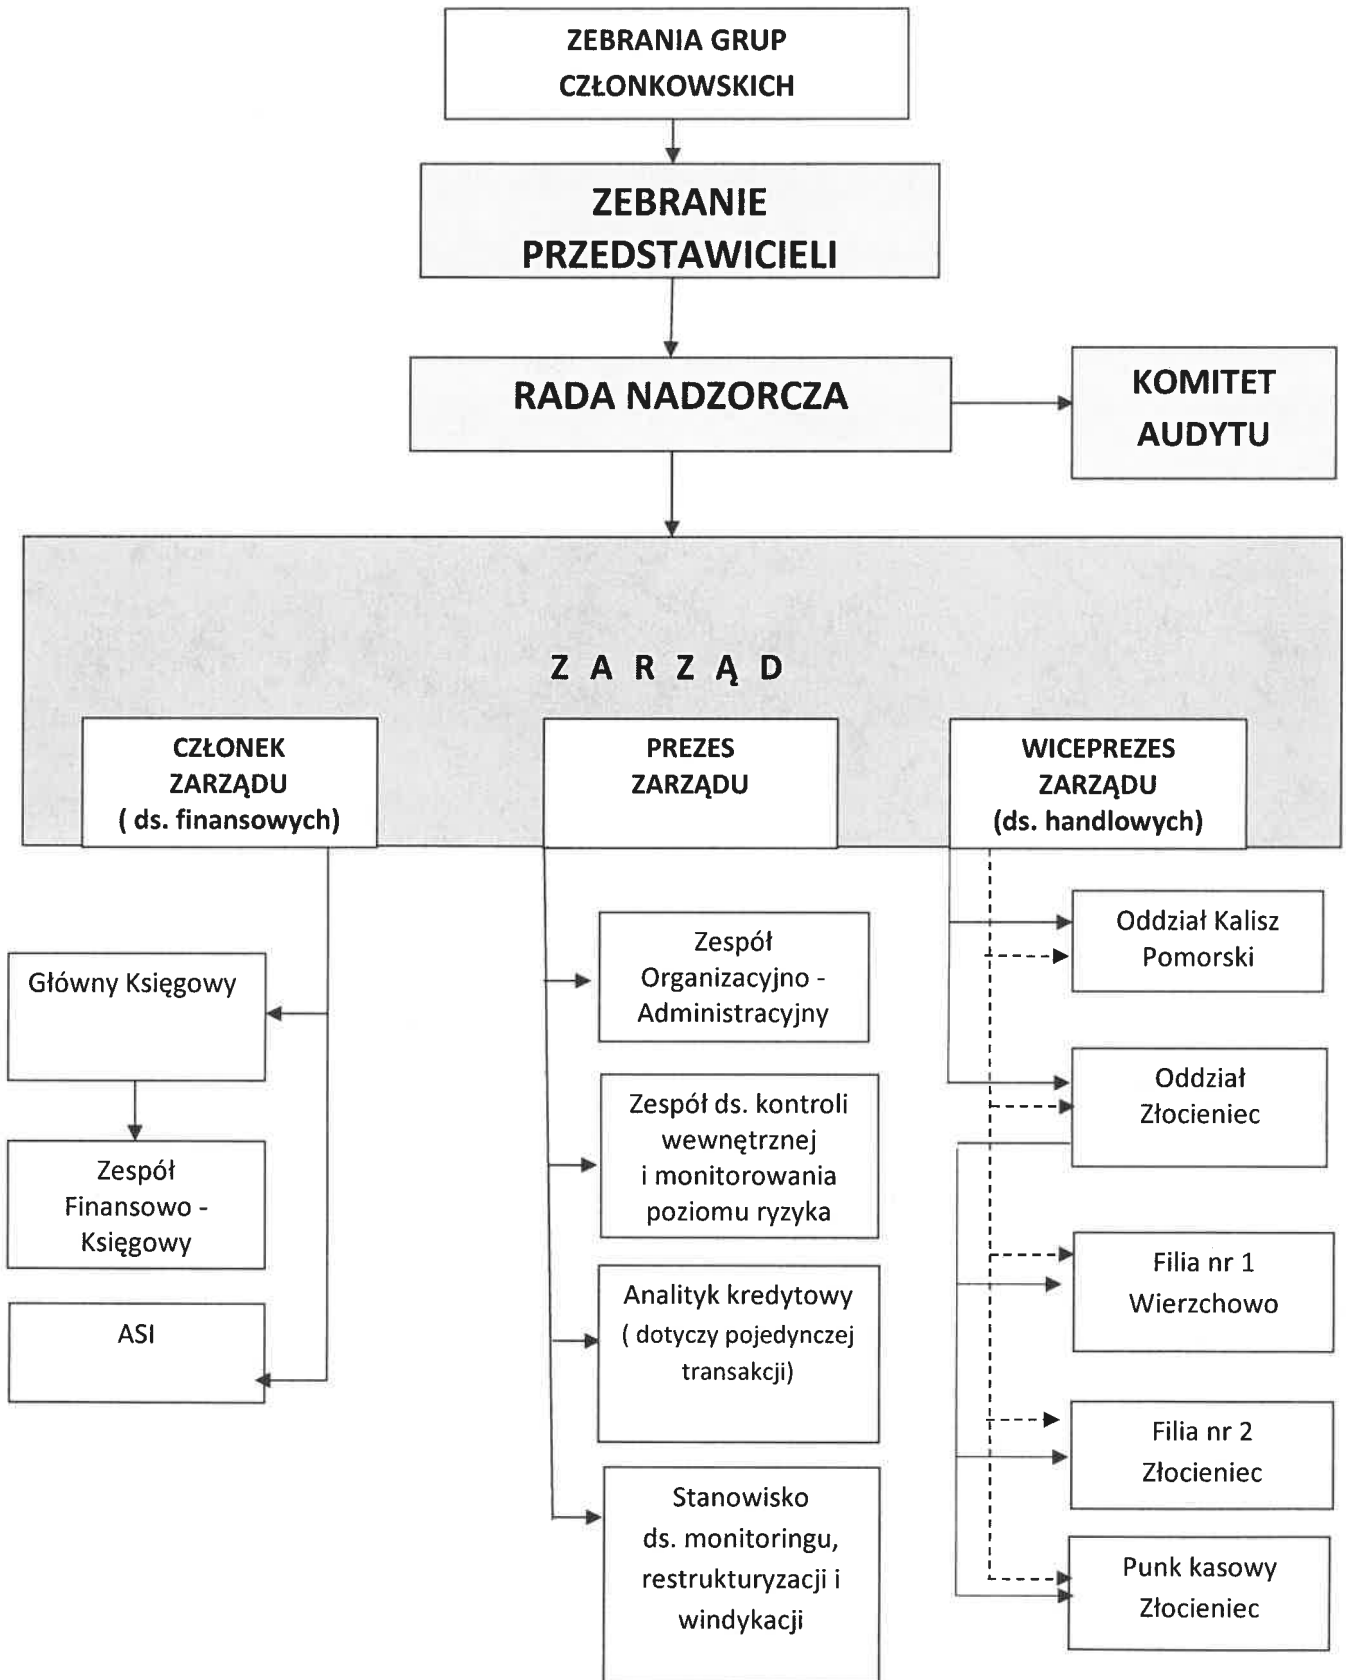 ZEBRANIA GRUP
CZŁONKOWSKICH
ZEBRANIE
PRZEDSTAWICIELI
RADA NADZORCZA
KOMITET
AUDYTU
Z A R Z Ą D
CZŁONEK
ZARZĄDU
( ds. finansowych)
PREZES
ZARZĄDU
WICEPREZES
ZARZĄDU
(ds. handlowych)
Główny Księgowy
Zespół
Finansowo -
Księgowy
ASI
Zespół
Organizacyjno -
Administracyjny
Zespół ds. kontroli
wewnętrznej
i monitorowania
poziomu ryzyka
Analityk kredytowy
( dotyczy pojedynczej
transakcji)
Stanowisko
ds. monitoringu,
restrukturyzacji i
windykacji
Oddział Kalisz
Pomorski
Oddział
Złocieniec
Filia nr 1
Wierzchowo
Filia nr 2
Złocieniec
Punk kasowy
Złocieniec